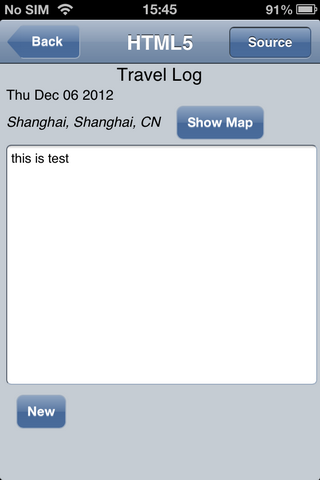 No SIM 15:45 91%
Back HTML5 Source
Travel Log
Thu Dec 06 2012
Shanghai, Shanghai, CN Show Map
this is test
New